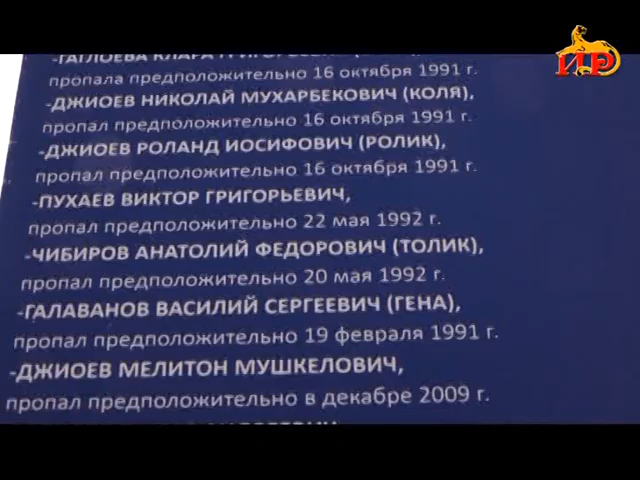 ИР
-ГАГЛОЕВА КЛАРА
пропала предположительно 16 октября 1991 г.
-ДЖИОЕВ НИКОЛАЙ МУХАРБЕКОВИЧ (КОЛЯ),
пропал предположительно 16 октября 1991 г.
-ДЖИОЕВ РОЛАНД ИОСИФОВИЧ (РОЛИК),
пропал предположительно 16 октября 1991 г.
-ПУХАЕВ ВИКТОР ГРИГОРЬЕВИЧ,
пропал предположительно 22 мая 1992 г.
-ЧИБИРОВ АНАТОЛИЙ ФЕДОРОВИЧ (ТОЛИК),
пропал предположительно 20 мая 1992 г.
-ГАЛАВАНОВ ВАСИЛИЙ СЕРГЕЕВИЧ (ГЕНА),
пропал предположительно 19 февраля 1991 г.
-ДЖИОЕВ МЕЛИТОН МУШКЕЛОВИЧ,
пропал предположительно в декабре 2009 г.